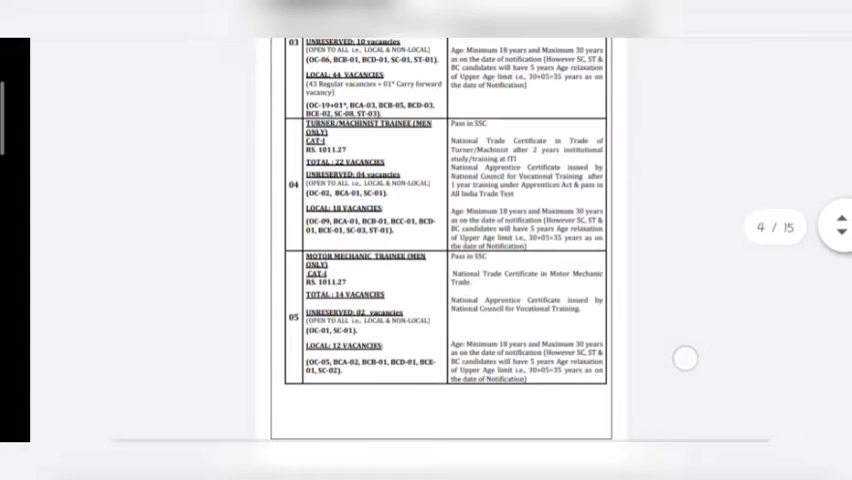 03
UNRESERVED: 10 vacancies
(OPEN TO ALL i.e., LOCAL & NON-LOCAL)
(OC-06, BCB-01, BCD-01, SC-01, ST-01).
LOCAL: 44 VACANCIES
(43 Regular vacancies + 01* Carry forward
vacancy)
(OC-19+01*, BCA-03, BCB-05, BCD-03,
BCE-02, SC-08, ST-03).
Age: Minimum 18 years and Maximum 30 years
as on the date of notification (However SC, ST &
BC candidates will have 5 years Age relaxation
of Upper Age limit i.e., 30+05=35 years as on
the date of Notification)
04
TURNER/MACHINIST TRAINEE (MEN
ONLY)
CAT-I
RS. 1011.27
TOTAL: 22 VACANCIES
UNRESERVED: 04 vacancies
(OPEN TO ALL i.e., LOCAL & NON-LOCAL)
(OC-02, BCA-01, SC-01).
LOCAL: 18 VACANCIES
(OC-09, BCA-01, BCB-01, BCC-01, BCD-
01, BCE-01, SC-03, ST-01).
Pass in SSC
National Trade Certificate in Trade of
Turner/Machinist after 2 years institutional
study/training at ITI
National Apprentice Certificate issued by
National Council for Vocational Training after
1 year training under Apprentices Act & pass in
All India Trade Test
Age: Minimum 18 years and Maximum 30 years
as on the date of notification (However SC, ST &
BC candidates will have 5 years Age relaxation
of Upper Age limit i.e., 30+05=35 years as on
the date of Notification)
05
MOTOR MECHANIC TRAINEE (MEN
ONLY)
CAT-I
RS. 1011.27
TOTAL : 14 VACANCIES
UNRESERVED: 02 vacancies
(OPEN TO ALL i.e., LOCAL & NON-LOCAL)
(OC-01, SC-01).
LOCAL: 12 VACANCIES
(OC-05, BCA-02, BCB-01, BCD-01, BCE-
01, SC-02).
Pass in SSC
National Trade Certificate in Motor Mechanic
Trade.
National Apprentice Certificate issued by
National Council for Vocational Training.
Age: Minimum 18 years and Maximum 30 years
as on the date of notification (However SC, ST &
BC candidates will have 5 years Age relaxation
of Upper Age limit i.e., 30+05=35 years as on
the date of Notification)
4 / 15